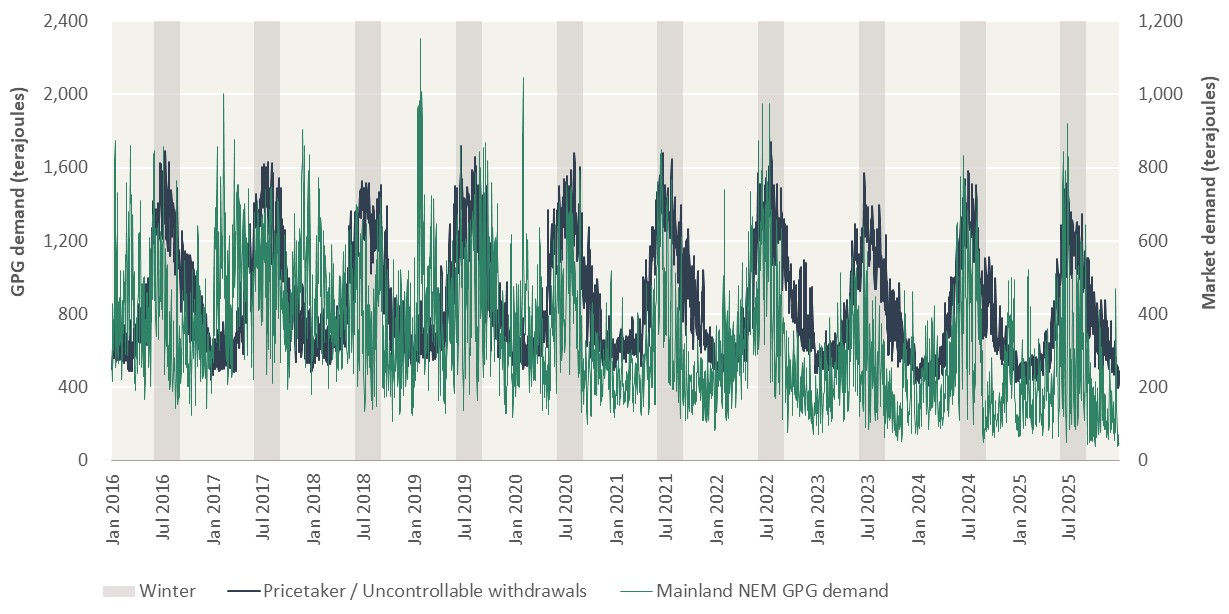 2,400
2,000
1,600
1,200
800
400
0
GPG demand (terajoules)
1,200
1,000
800
600
400
200
0
Market demand (terajoules)
Jan 2016
Jul 2016
Jan 2017
Jul 2017
Jan 2018
Jul 2018
Jan 2019
Jul 2019
Jan 2020
Jul 2020
Jan 2021
Jul 2021
Jan 2022
Jul 2022
Jan 2023
Jul 2023
Jan 2024
Jul 2024
Jan 2025
Jul 2025
Winter
Pricetaker / Uncontrollable withdrawals
Mainland NEM GPG demand